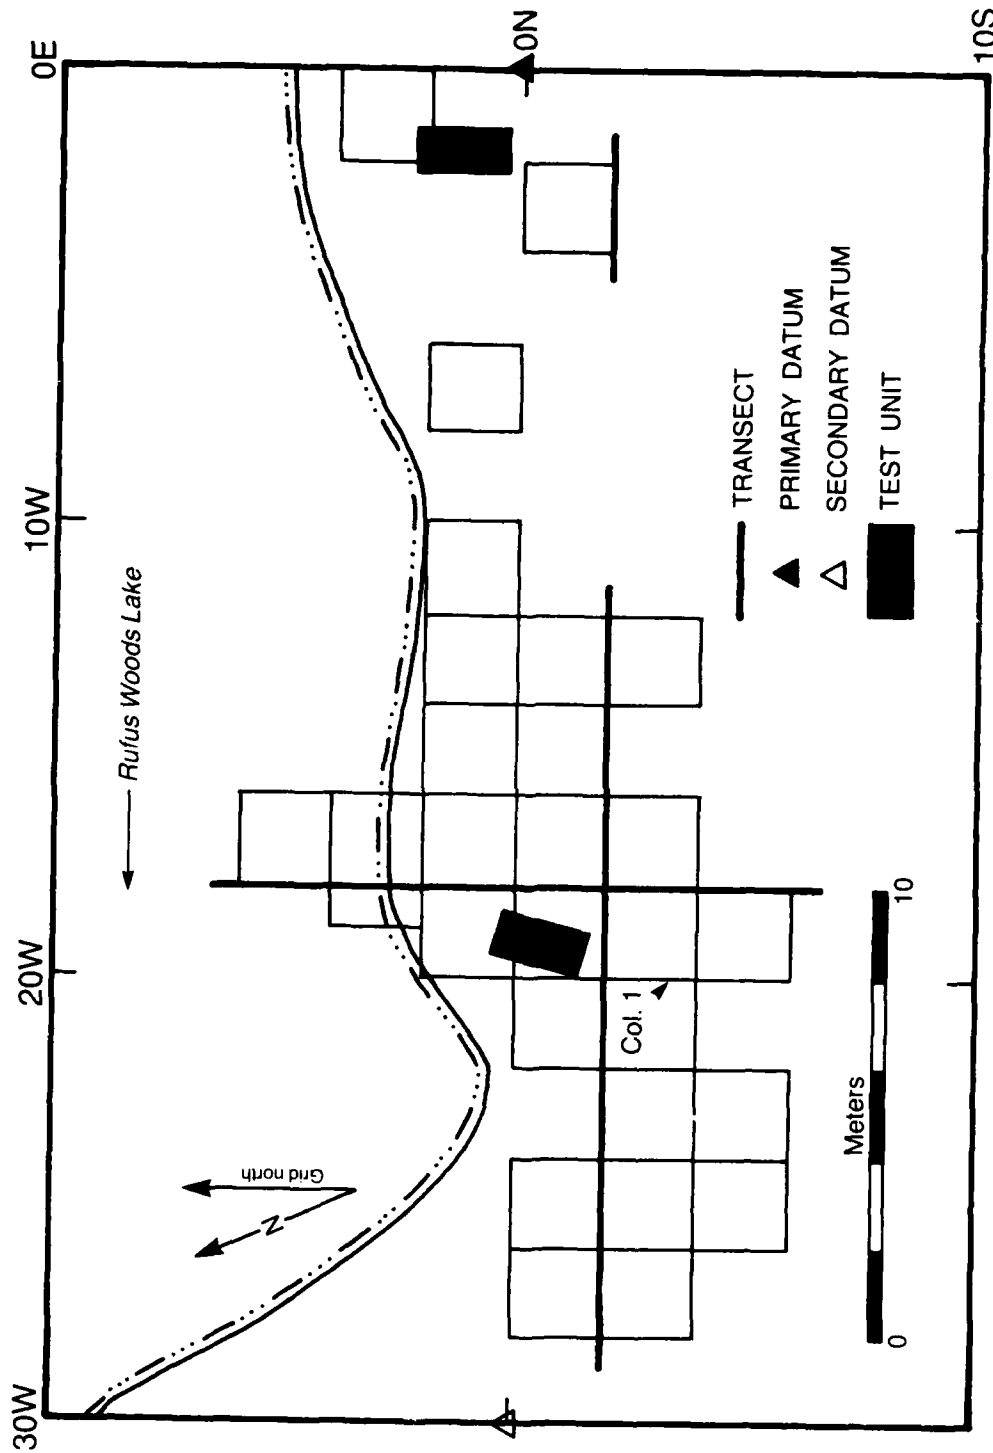 30W
20W
10W
0E
Rufus Woods Lake
N
Grid north
0N
Col. 1
TRANSECT
PRIMARY DATUM
SECONDARY DATUM
TEST UNIT
Meters
0
10
10S